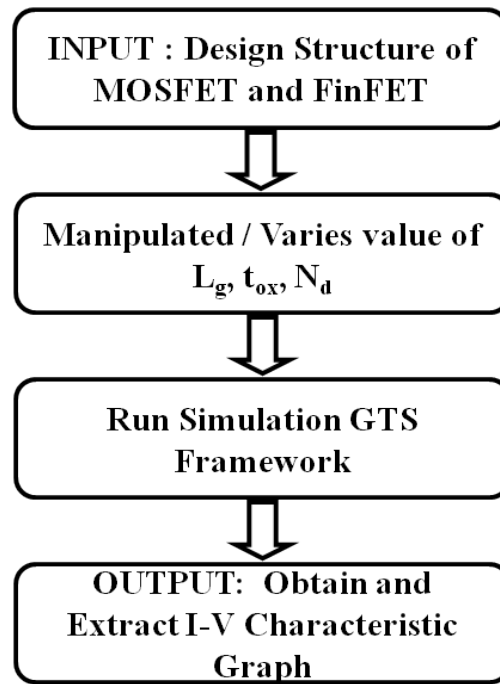 INPUT : Design Structure of
MOSFET and FinFET
Manipulated / Varies value of
Lg, tox, Nd
Run Simulation GTS
Framework
OUTPUT: Obtain and
Extract I-V Characteristic
Graph